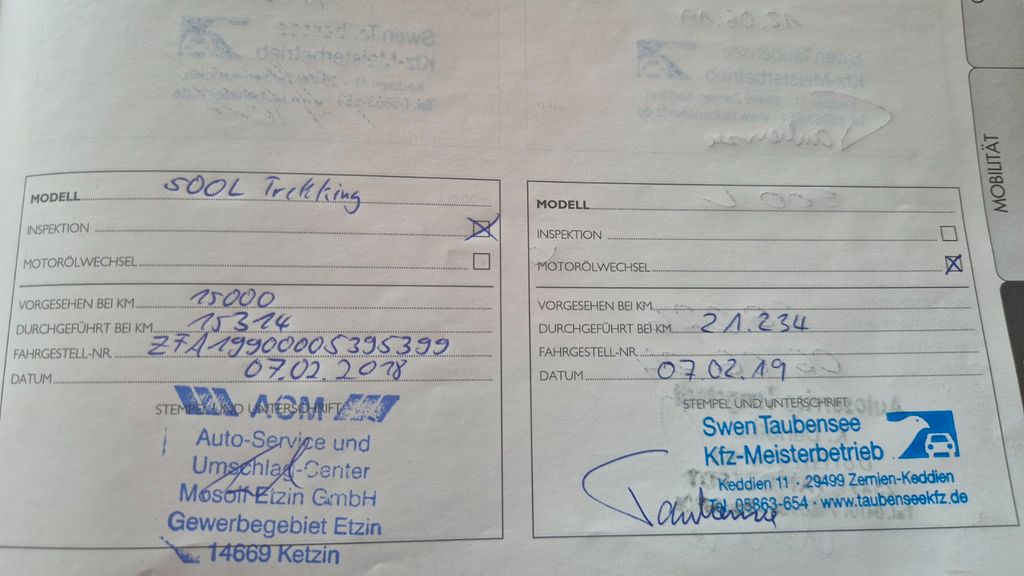 MOBILITÄT
MODELL 500L Trekking
INSPEKTION
MOTORÖLWECHSEL
VORGESEHEN BEI KM 15000
DURCHGEFÜHRT BEI KM 15314
FAHRGESTELL-NR. ZFA19900005395399
DATUM 07.02.2018
STEMPEL UND UNTERSCHRIFT
AGM
Auto-Service und
Umschlag-Center
Mosolf Etzin GmbH
Gewerbegebiet Etzin
14669 Ketzin
MODELL
INSPEKTION
MOTORÖLWECHSEL
VORGESEHEN BEI KM
DURCHGEFÜHRT BEI KM 21.234
FAHRGESTELL-NR.
DATUM 07.02.19
STEMPEL UND UNTERSCHRIFT
Swen Taubensee
Kfz-Meisterbetrieb
Keddien 11 · 29499 Zernien-Keddien
Tel. 05863-654 · www.taubenseekfz.de